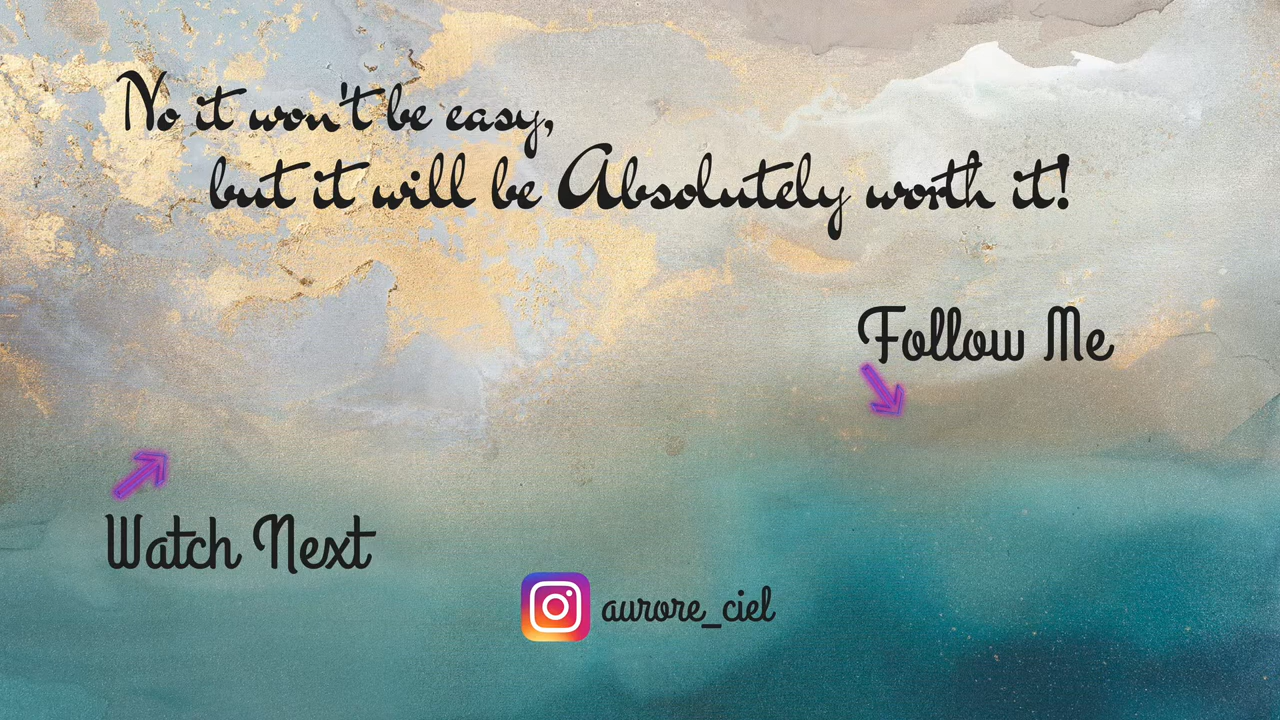 No it won't be easy,
but it will be Absolutely worth it!
Follow Me
Watch Next
aurore_ciel